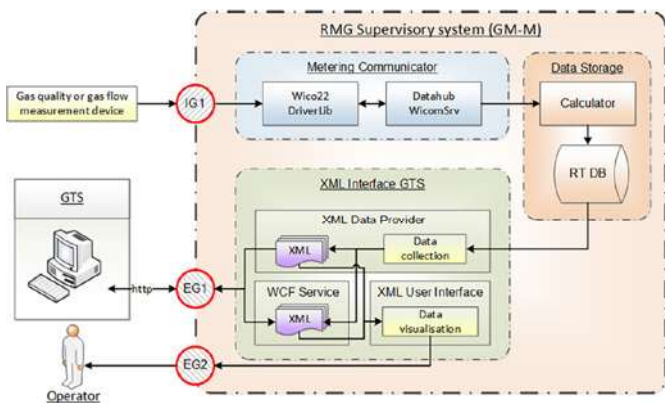 RMG Supervisory system (GM-M)
Metering Communicator
Data Storage
Gas quality or gas flow
measurement device
IG1
Wico22
DriverLib
Datahub
WicomSrv
Calculator
RT DB
XML Interface GTS
GTS
XML Data Provider
XML
Data
collection
http
EG1
WCF Service
XML
XML User Interface
Data
visualisation
EG2
Operator